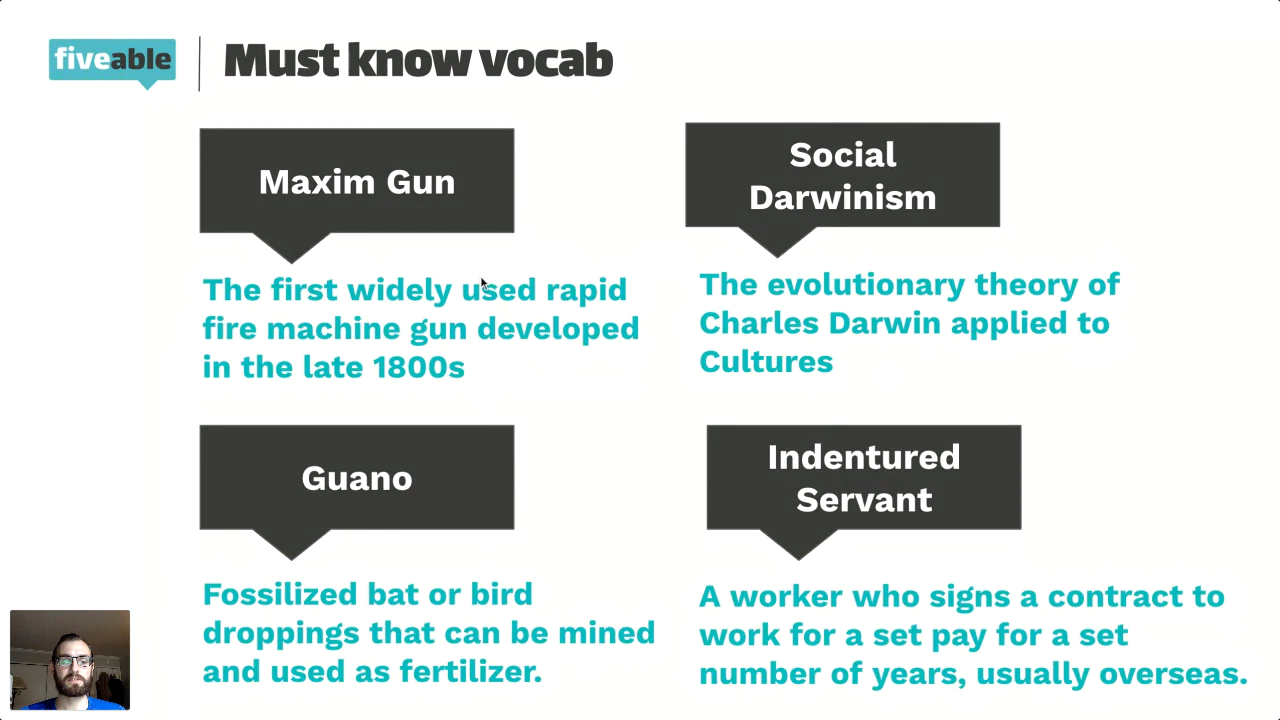 fiveable
Must know vocab
Maxim Gun
The first widely used rapid
fire machine gun developed
in the late 1800s
Social
Darwinism
The evolutionary theory of
Charles Darwin applied to
Cultures
Guano
Fossilized bat or bird
droppings that can be mined
and used as fertilizer.
Indentured
Servant
A worker who signs a contract to
work for a set pay for a set
number of years, usually overseas.